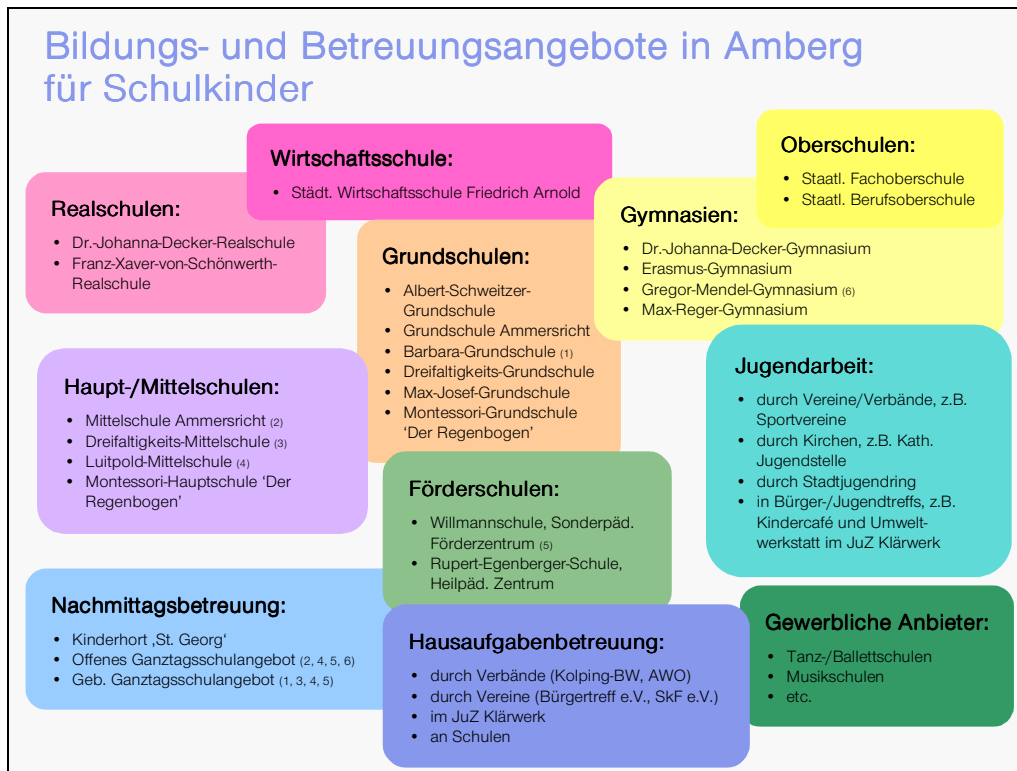 Bildungs- und Betreuungsangebote in Amberg
für Schulkinder
Wirtschaftsschule:
• Städt. Wirtschaftsschule Friedrich Arnold
Oberschulen:
• Staatl. Fachoberschule
• Staatl. Berufsoberschule
Realschulen:
• Dr.-Johanna-Decker-Realschule
• Franz-Xaver-von-Schönwerth-
Realschule
Grundschulen:
• Albert-Schweitzer-
Grundschule
• Grundschule Ammersricht
• Barbara-Grundschule (1)
• Dreifaltigkeits-Grundschule
• Max-Josef-Grundschule
• Montessori-Grundschule
‘Der Regenbogen’
Gymnasien:
• Dr.-Johanna-Decker-Gymnasium
• Erasmus-Gymnasium
• Gregor-Mendel-Gymnasium (6)
• Max-Reger-Gymnasium
Haupt-/Mittelschulen:
• Mittelschule Ammersricht (2)
• Dreifaltigkeits-Mittelschule (3)
• Luitpold-Mittelschule (4)
• Montessori-Hauptschule ‘Der
Regenbogen’
Jugendarbeit:
• durch Vereine/Verbände, z.B.
Sportvereine
• durch Kirchen, z.B. Kath.
Jugendstelle
• durch Stadtjugendring
• in Bürger-/Jugendtreffs, z.B.
Kindercafé und Umwelt-
werkstatt im JuZ Klärwerk
Förderschulen:
• Willmannschule, Sonderpäd.
Förderzentrum (5)
• Rupert-Egenberger-Schule,
Heilpäd. Zentrum
Nachmittagsbetreuung:
• Kinderhort ‚St. Georg‘
• Offenes Ganztagsschulangebot (2, 4, 5, 6)
• Geb. Ganztagsschulangebot (1, 3, 4, 5)
Hausaufgabenbetreuung:
• durch Verbände (Kolping-BW, AWO)
• durch Vereine (Bürgertreff e.V., SkF e.V.)
• im JuZ Klärwerk
• an Schulen
Gewerbliche Anbieter:
• Tanz-/Ballettschulen
• Musikschulen
• etc.